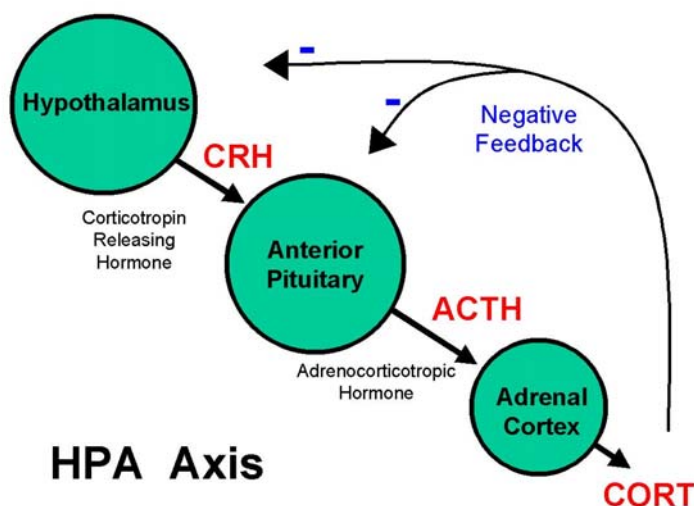 -
-
Hypothalamus
Negative
Feedback
CRH
Corticotropin
Releasing
Hormone
Anterior
Pituitary
ACTH
Adrenocorticotropic
Hormone
Adrenal
Cortex
HPA Axis
CORT